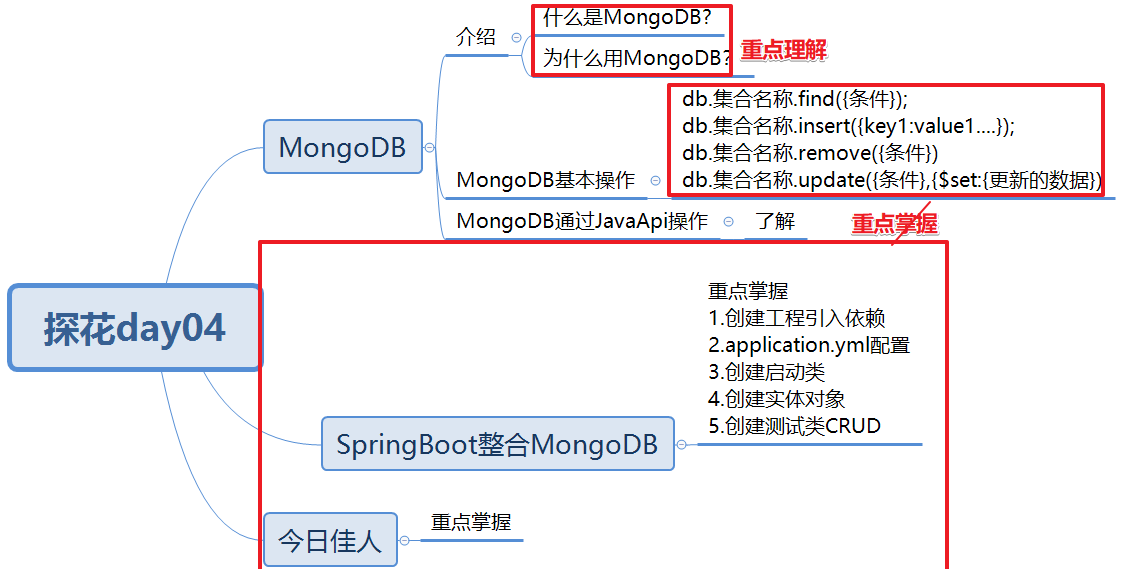 介绍
什么是MongoDB?
为什么用MongoDB?
重点理解
MongoDB
MongoDB基本操作
db.集合名称.find({条件});
db.集合名称.insert({key1:value1....});
db.集合名称.remove({条件})
db.集合名称.update({条件},{$set:{更新的数据})
重点掌握
MongoDB通过JavaApi操作
了解
探花day04
SpringBoot整合MongoDB
重点掌握
1.创建工程引入依赖
2.application.yml配置
3.创建启动类
4.创建实体对象
5.创建测试类CRUD
今日佳人
重点掌握